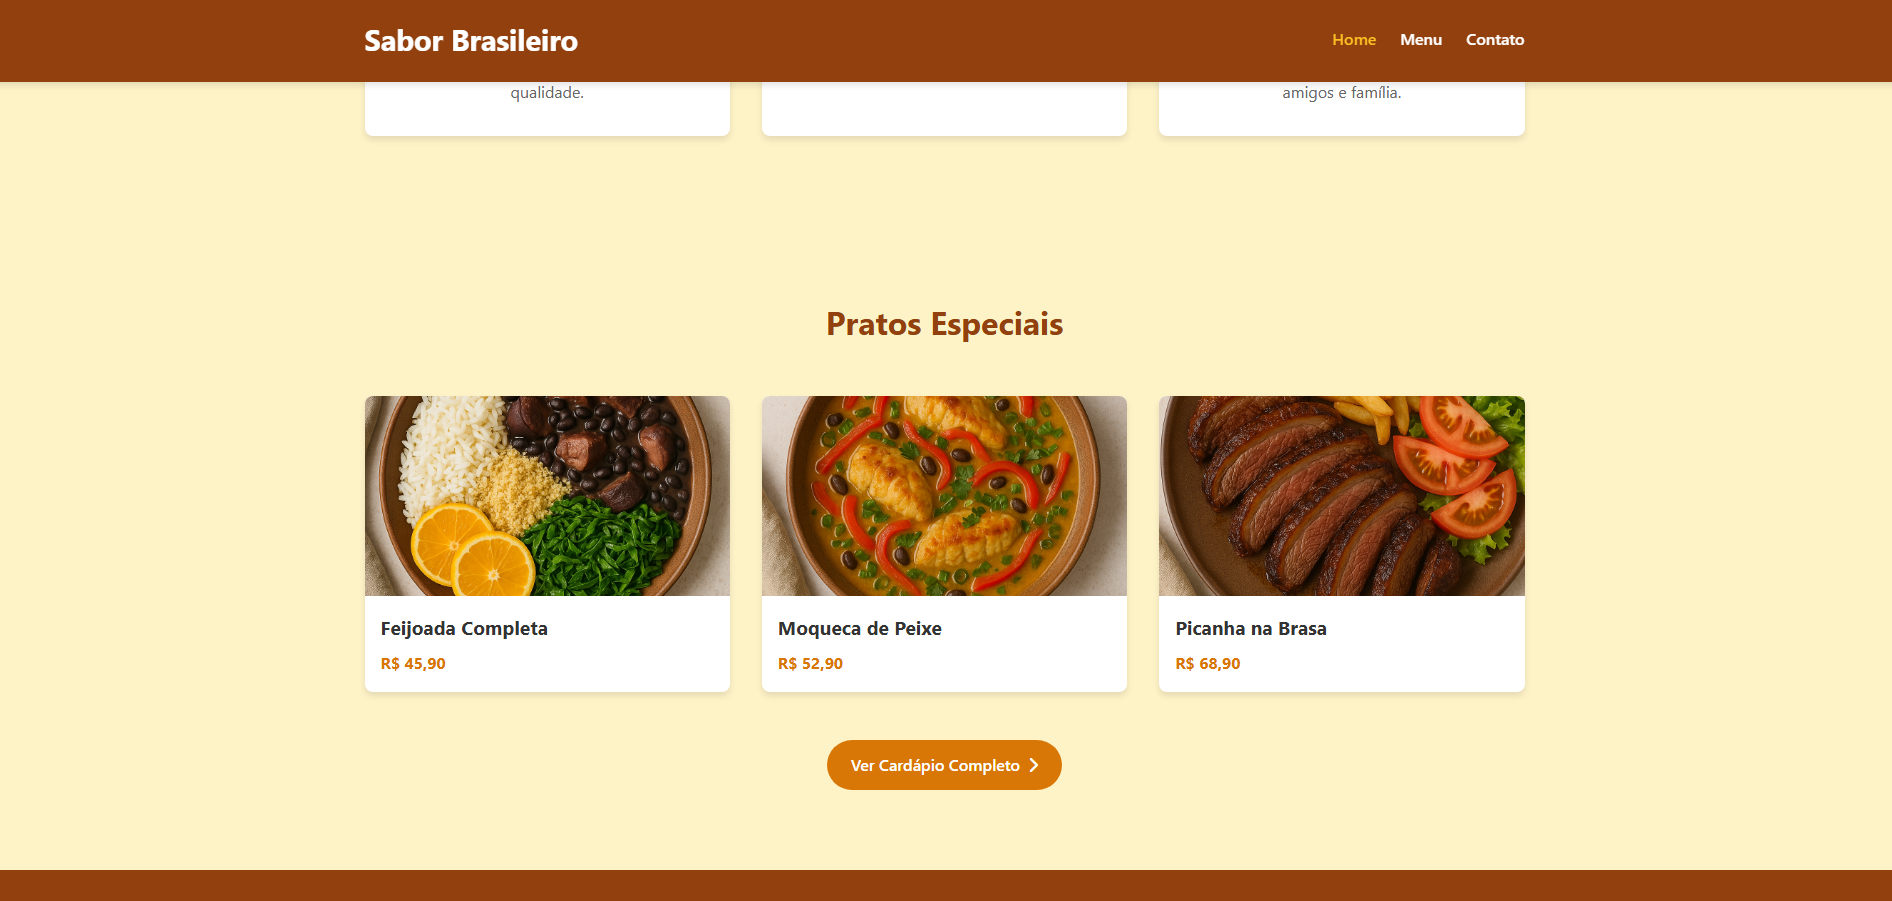 Sabor Brasileiro
Home Menu Contato
qualidade.
amigos e família.
Pratos Especiais
Feijoada Completa
R$ 45,90
Moqueca de Peixe
R$ 52,90
Picanha na Brasa
R$ 68,90
Ver Cardápio Completo